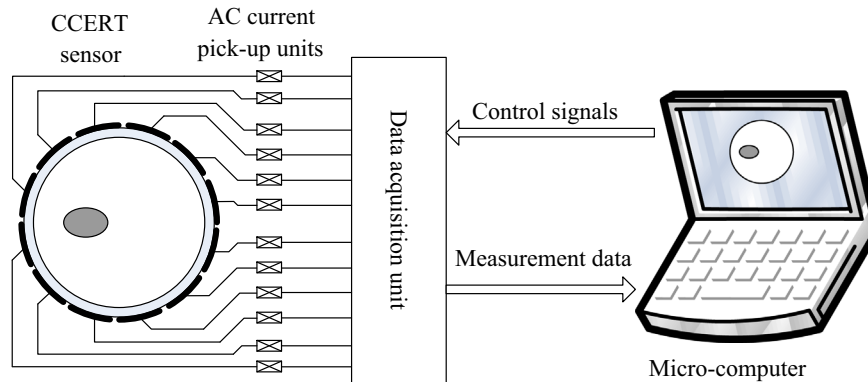 CCERT
sensor
AC current
pick-up units
Data acquisition unit
Control signals
Measurement data
Micro-computer